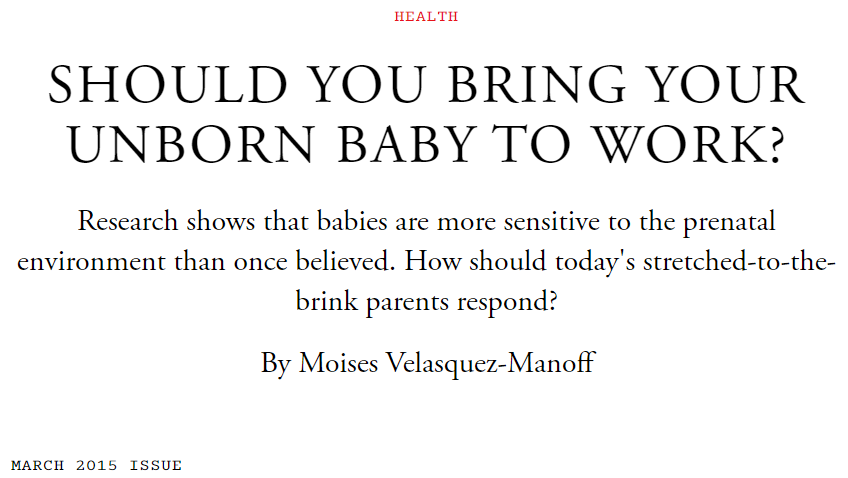 HEALTH
SHOULD YOU BRING YOUR
UNBORN BABY TO WORK?
Research shows that babies are more sensitive to the prenatal
environment than once believed. How should today's stretched-to-the-
brink parents respond?
By Moises Velasquez-Manoff
MARCH 2015 ISSUE